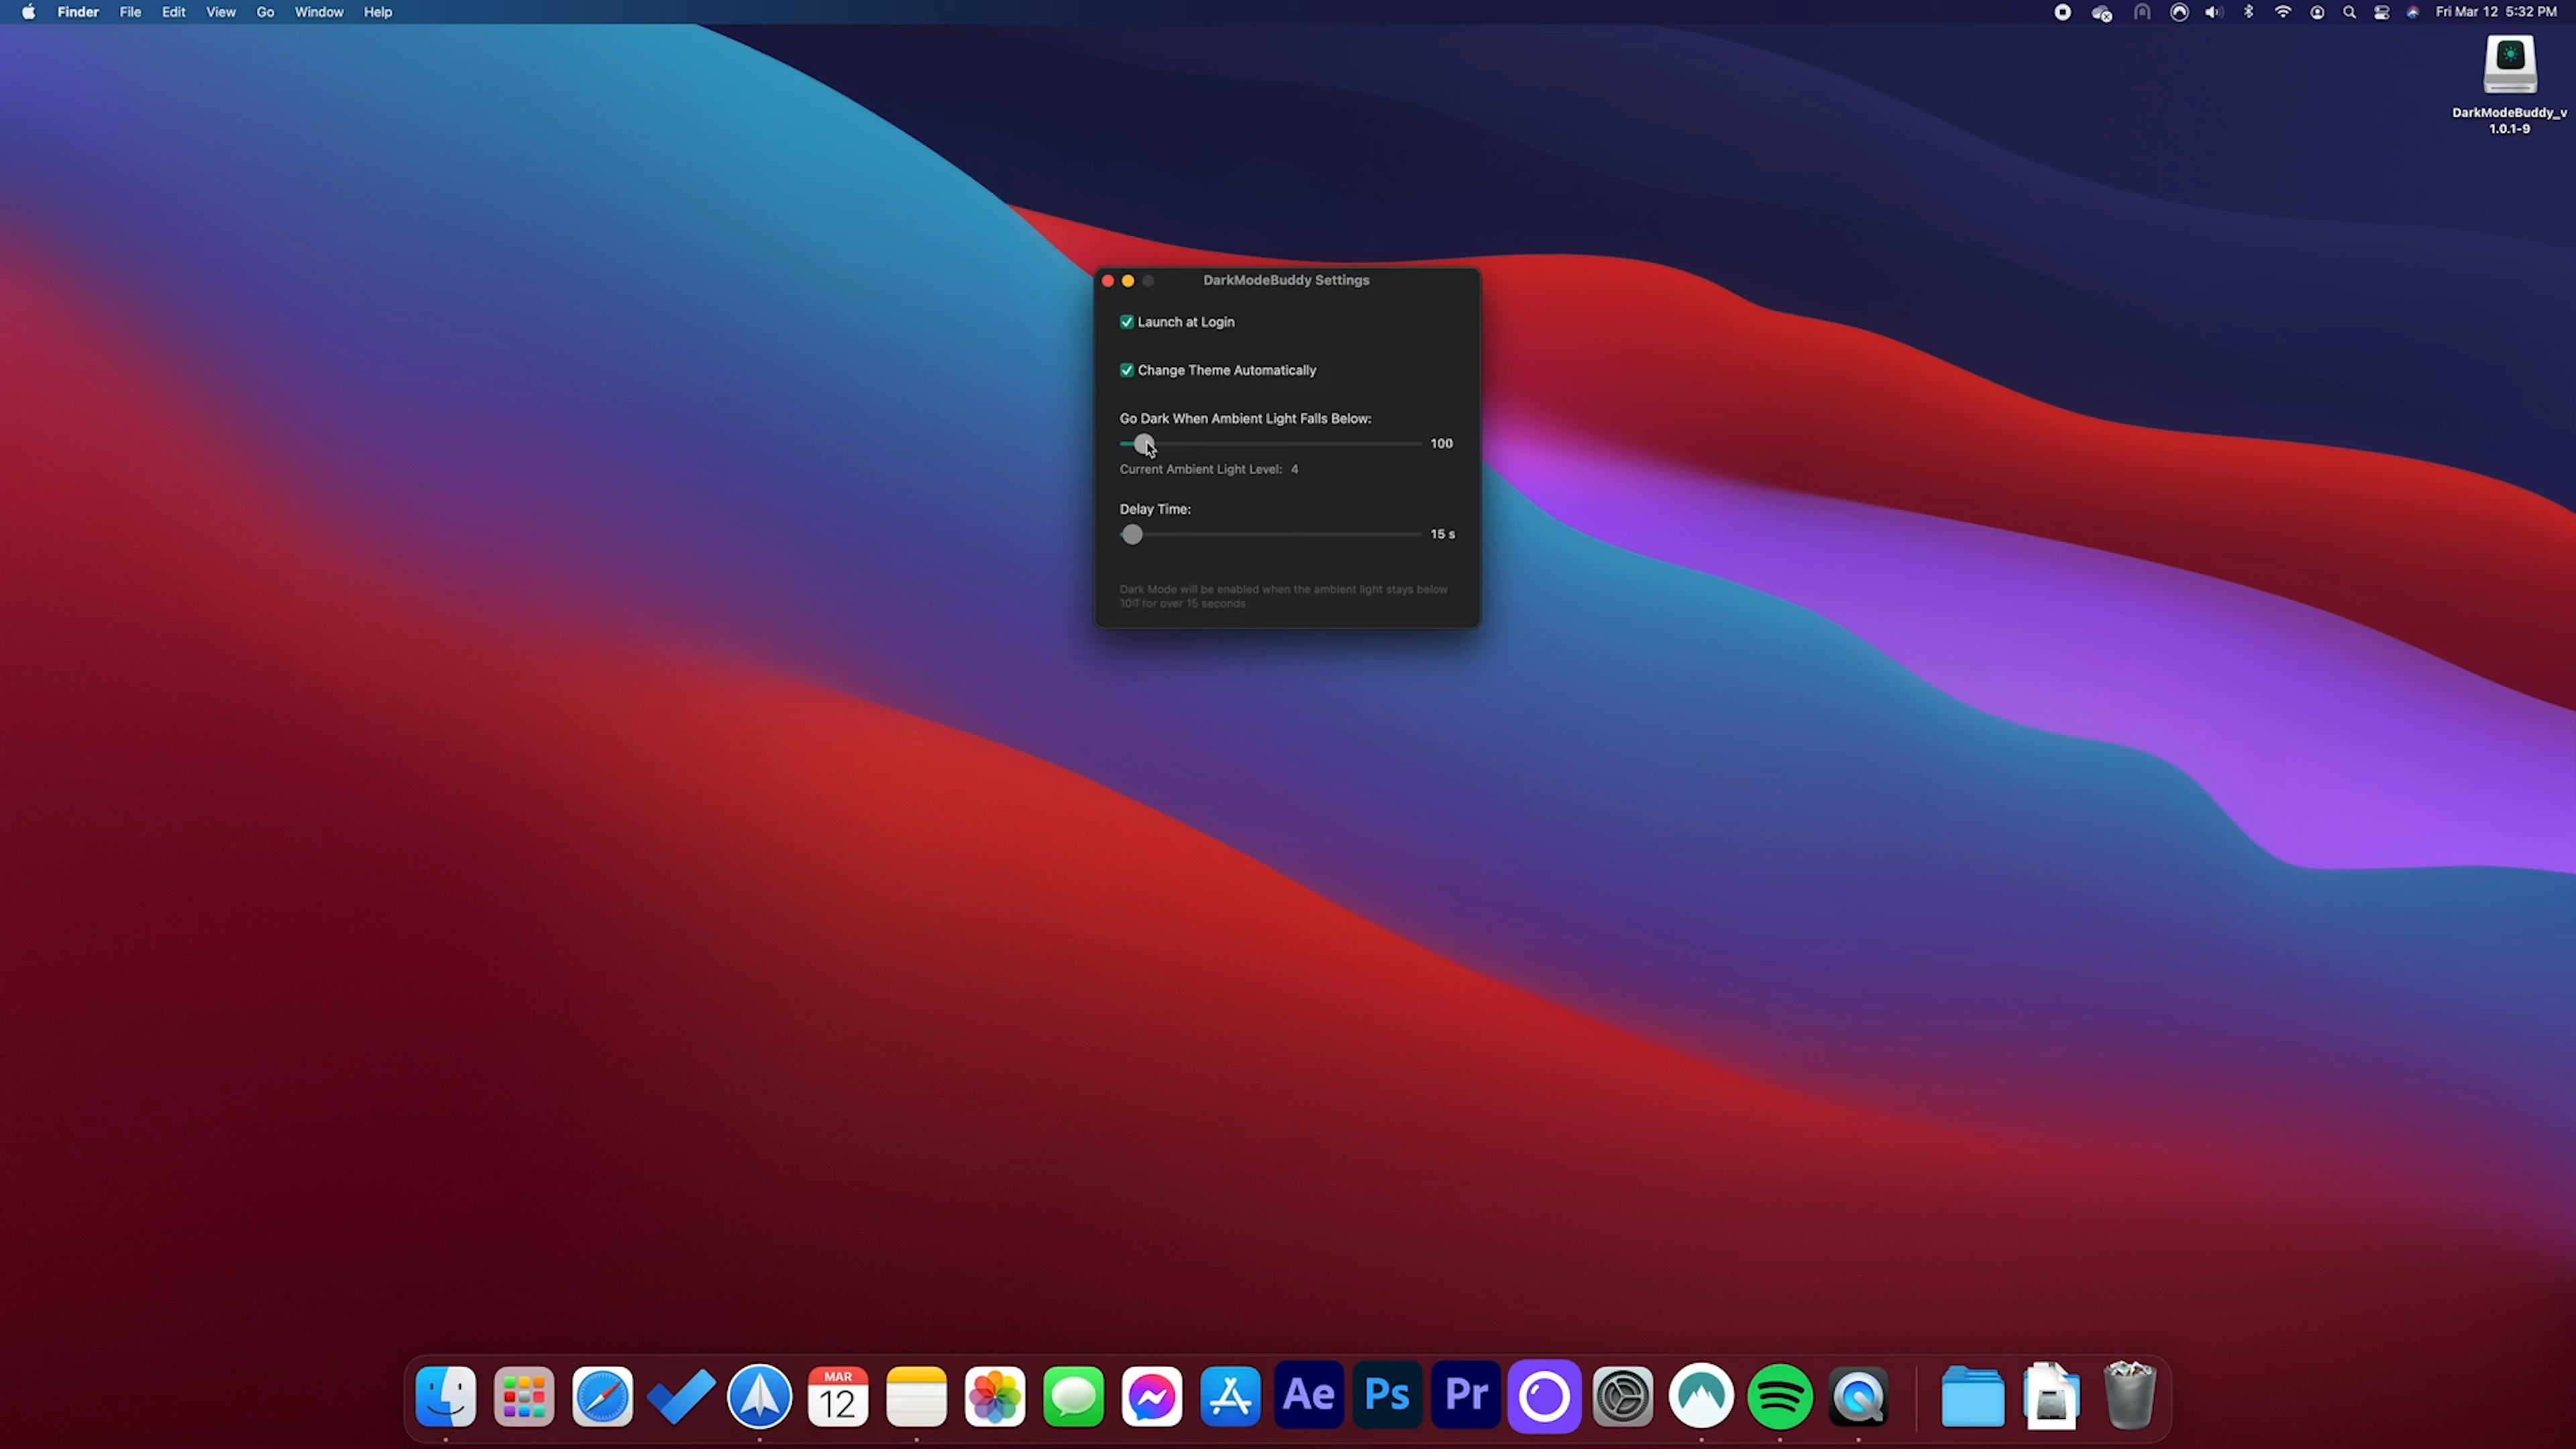 Finder File Edit View Go Window Help Fri Mar 12 5:32 PM
DarkModeBuddy_v
1.0.1-9
DarkModeBuddy Settings
Launch at Login
Change Theme Automatically
Go Dark When Ambient Light Falls Below:
100
Current Ambient Light Level: 4
Delay Time:
15 s
Dark Mode will be enabled when the ambient light stays below
100 for over 15 seconds.
MAR
12
Ae Ps Pr